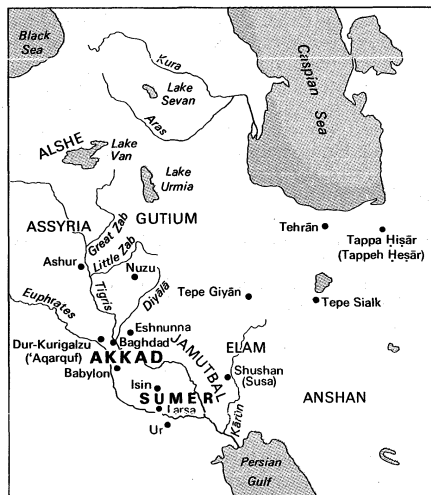 Black
Sea
Kura
Caspian
Sea
Lake
Sevan
Aras
ALSHE
Lake
Van
Lake
Urmia
ASSYRIA
GUTIUM
Great Zab
Little Zab
Tehrān
Tappa Ḥiṣār
(Tappeh Ḥeṣār)
Ashur
Nuzu
Tigris
Diyālā
Euphrates
Tepe Giyān
Tepe Sialk
Eshnunna
Dur-Kurigalzu
(ʻAqarquf)
Baghdad
AKKAD
JAMUTBAL
ELAM
Babylon
Shushan
(Susa)
Isin
SUMER
ANSHAN
Larsa
Kārūn
Ur
Persian
Gulf